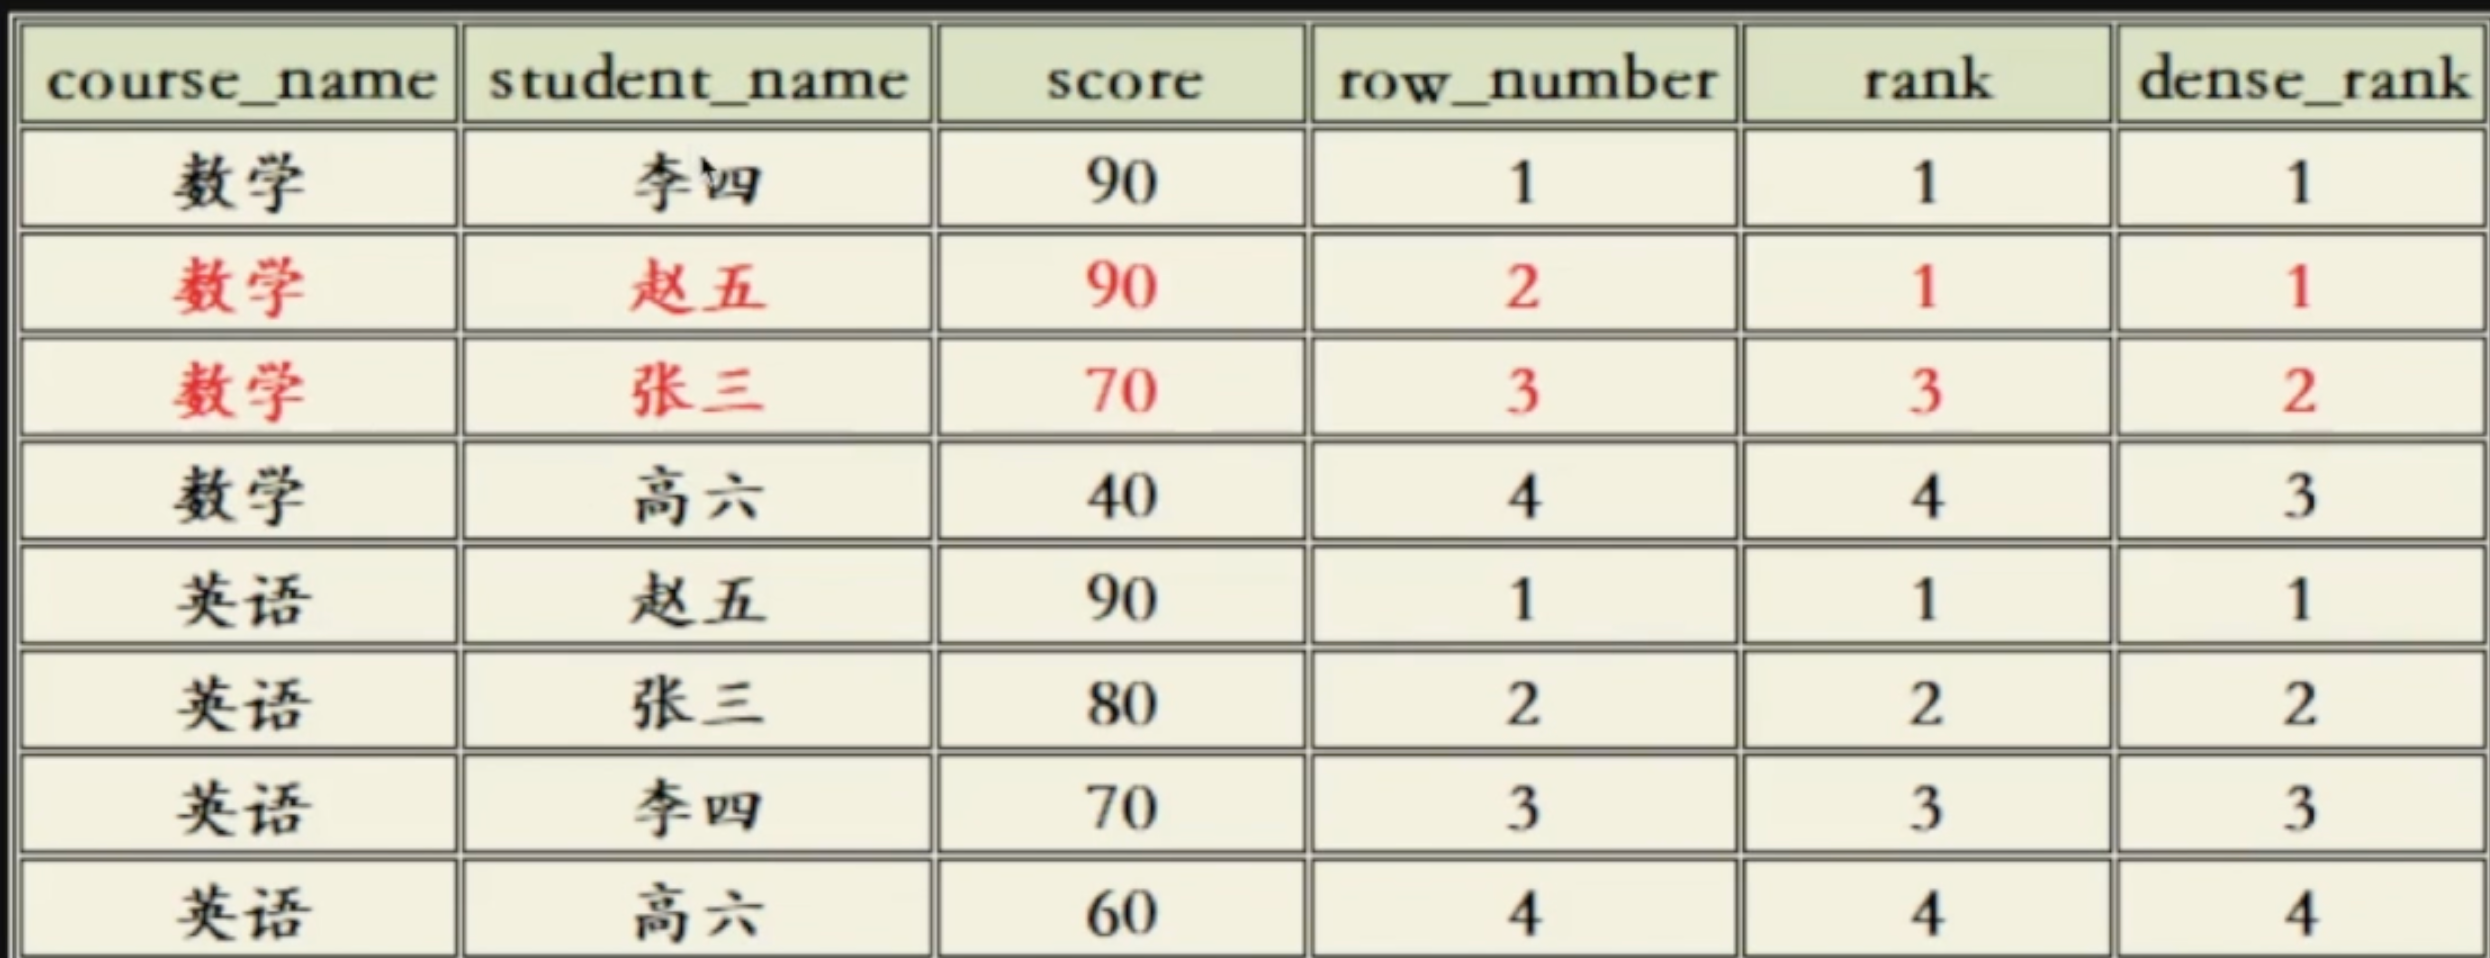 course_name student_name score row_number rank dense_rank
数学 李四 90 1 1 1
数学 赵五 90 2 1 1
数学 张三 70 3 3 2
数学 高六 40 4 4 3
英语 赵五 90 1 1 1
英语 张三 80 2 2 2
英语 李四 70 3 3 3
英语 高六 60 4 4 4